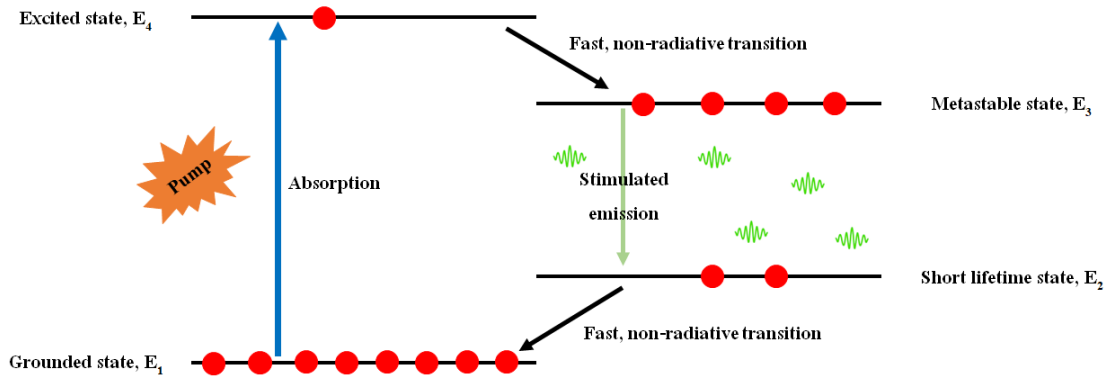 Excited state, E4
Fast, non-radiative transition
Metastable state, E3
Pump
Absorption
Stimulated
emission
Short lifetime state, E2
Fast, non-radiative transition
Grounded state, E1